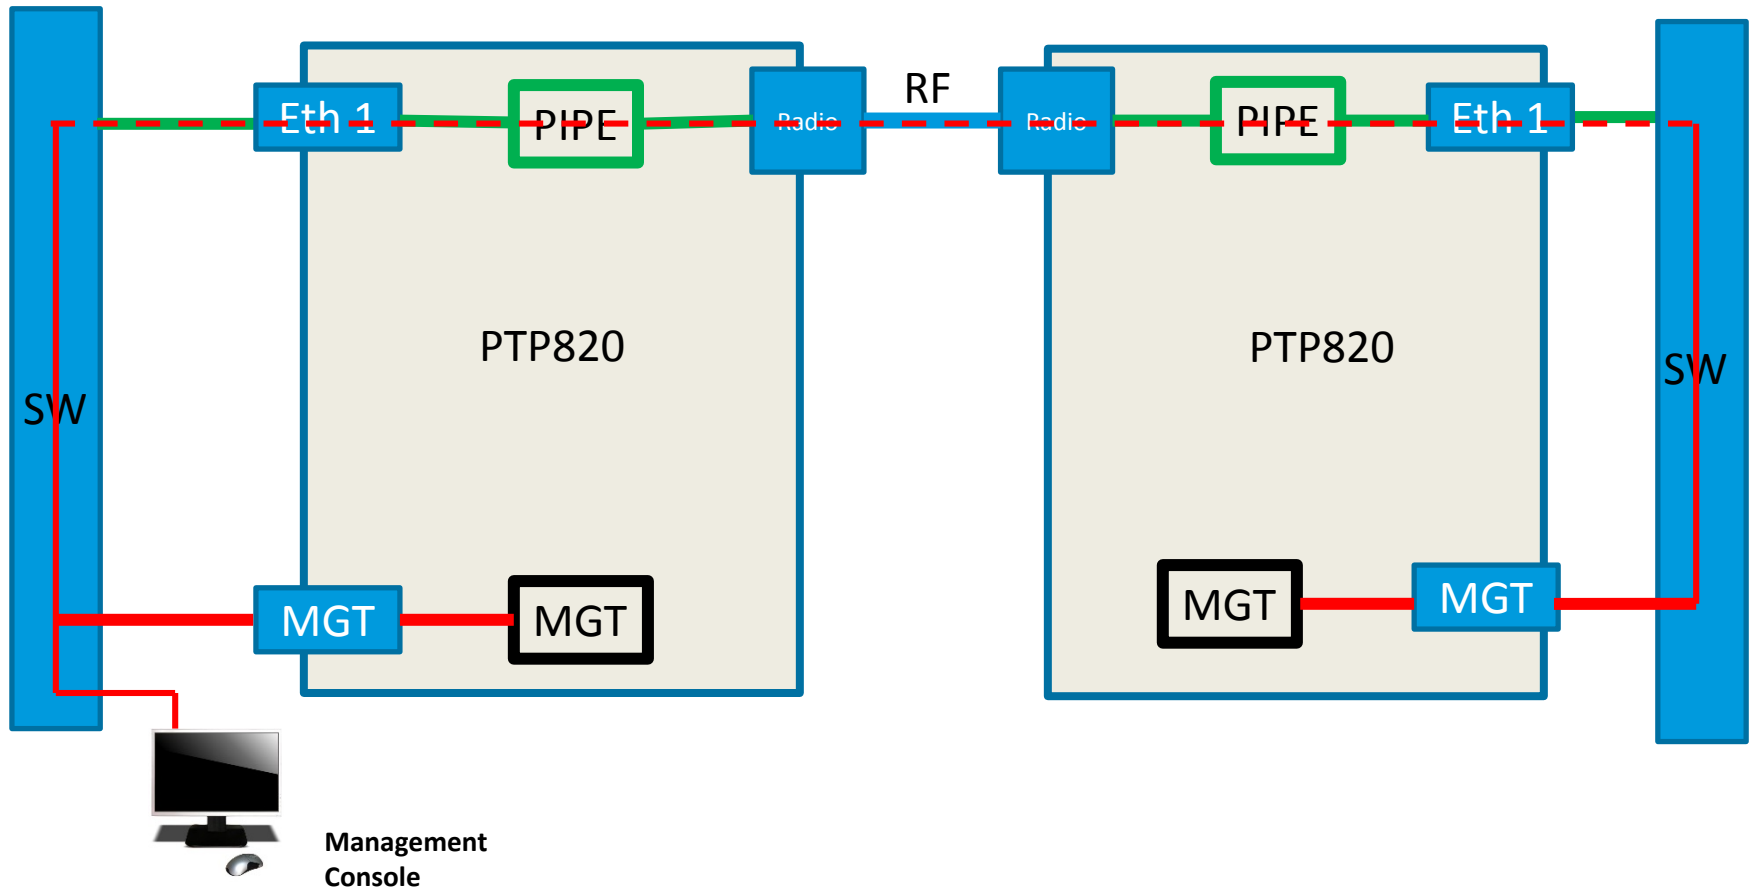 RF
Eth 1
PIPE
Radio
Radio
PIPE
Eth 1
PTP820
PTP820
SW
SW
MGT
MGT
MGT
MGT
Management
Console